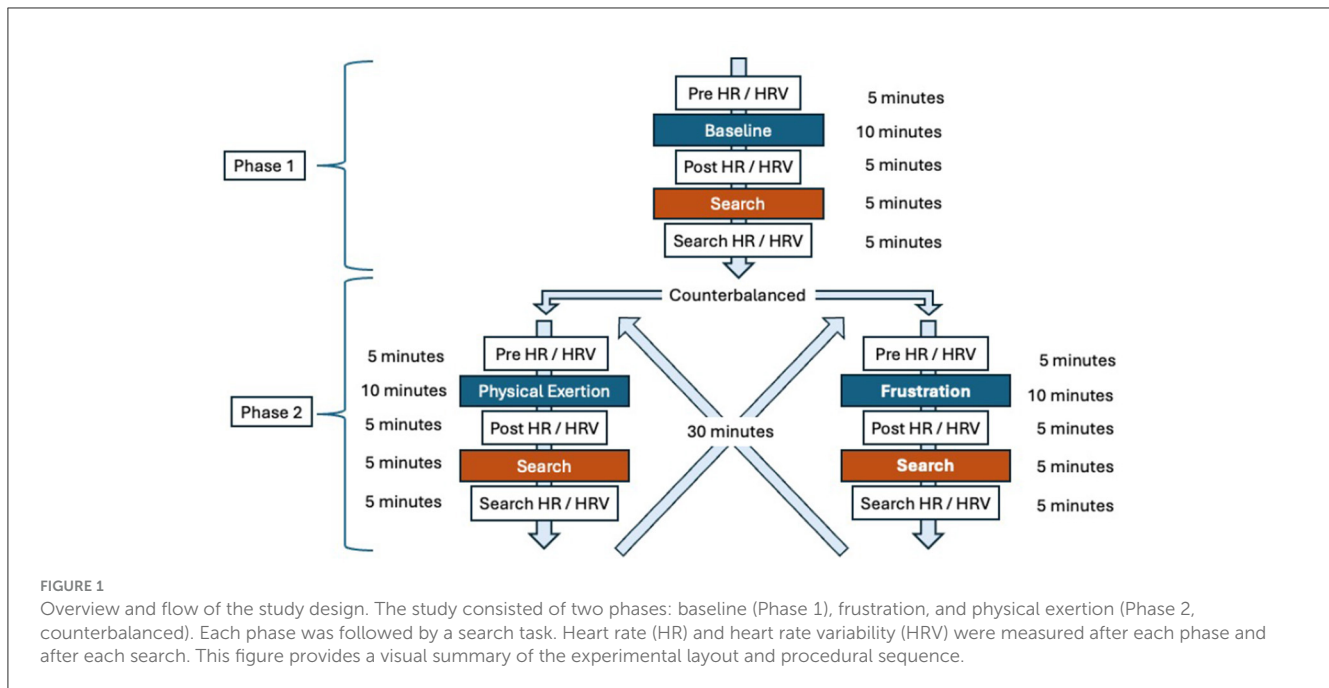 Pre HR / HRV
5 minutes
Baseline
10 minutes
Phase 1
Post HR / HRV
5 minutes
Search
5 minutes
Search HR / HRV
5 minutes
Counterbalanced
5 minutes
Pre HR / HRV
10 minutes
Physical Exertion
Phase 2
5 minutes
Post HR / HRV
5 minutes
Search
5 minutes
Search HR / HRV
30 minutes
Pre HR / HRV
5 minutes
Frustration
10 minutes
Post HR / HRV
5 minutes
Search
5 minutes
Search HR / HRV
5 minutes
FIGURE 1
Overview and flow of the study design. The study consisted of two phases: baseline (Phase 1), frustration, and physical exertion (Phase 2,
counterbalanced). Each phase was followed by a search task. Heart rate (HR) and heart rate variability (HRV) were measured after each phase and
after each search. This figure provides a visual summary of the experimental layout and procedural sequence.